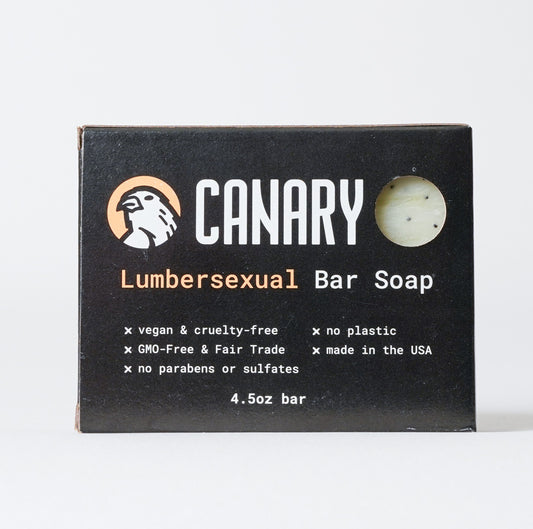 CANARY
Lumbersexual Bar Soap
x vegan & cruelty-free
x GMO-Free & Fair Trade
x no parabens or sulfates
x no plastic
x made in the USA
4.5oz bar